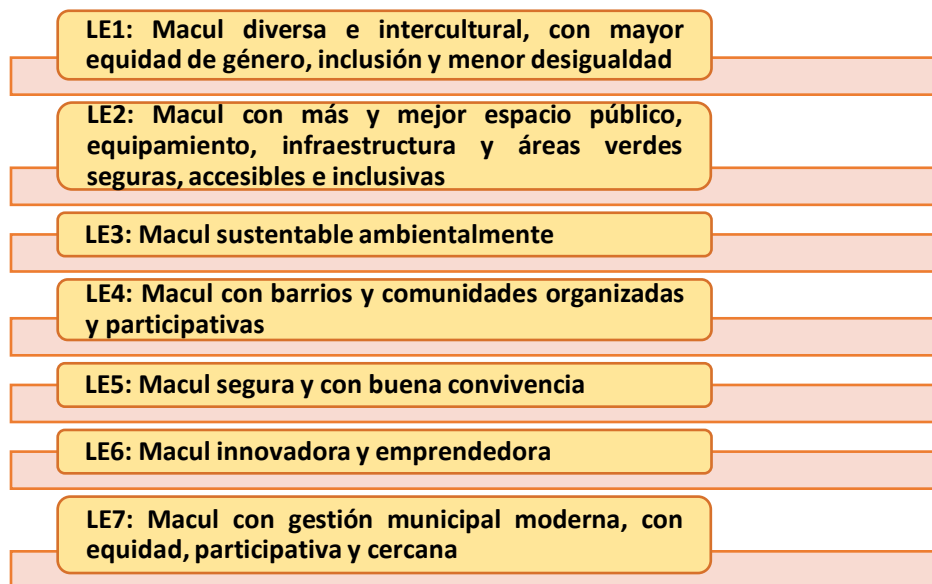 LE1: Macul diversa e intercultural, con mayor
equidad de género, inclusión y menor desigualdad
LE2: Macul con más y mejor espacio público,
equipamiento, infraestructura y áreas verdes
seguras, accesibles e inclusivas
LE3: Macul sustentable ambientalmente
LE4: Macul con barrios y comunidades organizadas
y participativas
LE5: Macul segura y con buena convivencia
LE6: Macul innovadora y emprendedora
LE7: Macul con gestión municipal moderna, con
equidad, participativa y cercana